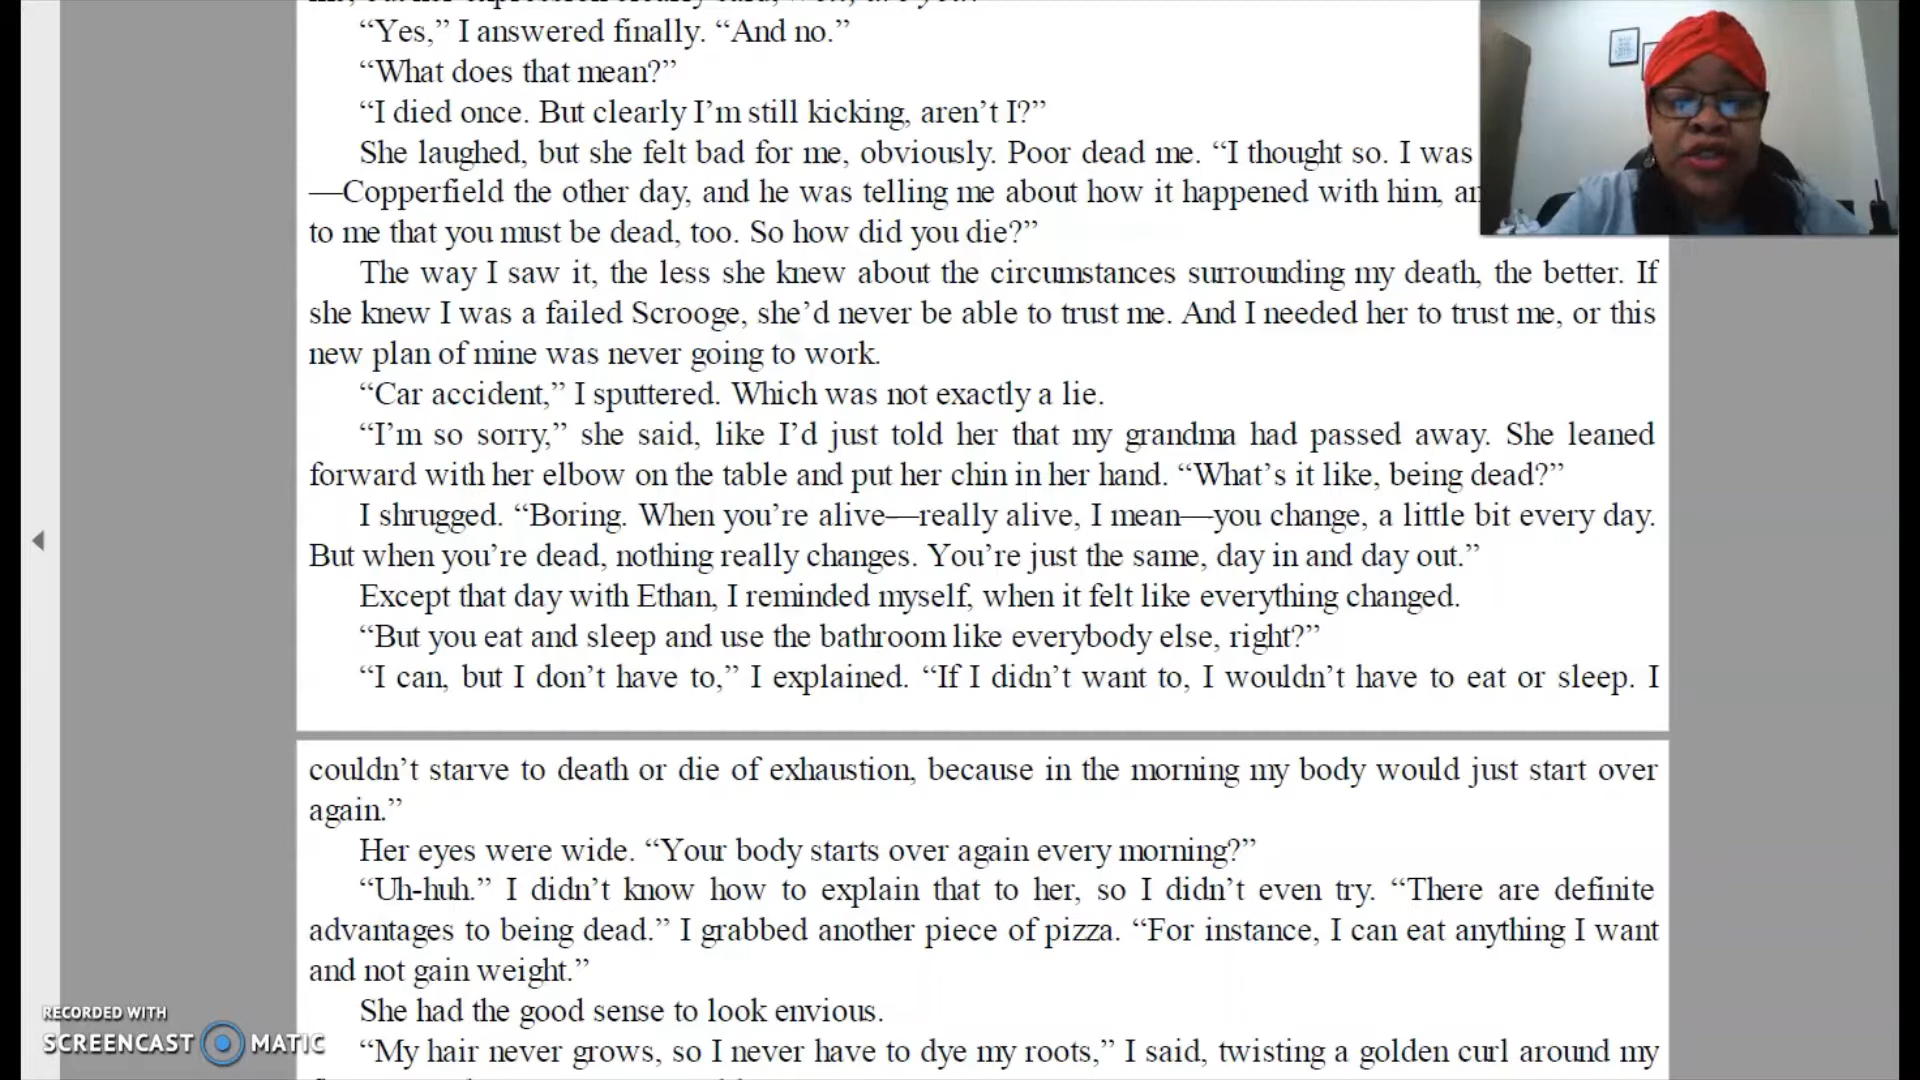 “Yes,” I answered finally. “And no.”
“What does that mean?”
“I died once. But clearly I’m still kicking, aren’t I?”
She laughed, but she felt bad for me, obviously. Poor dead me. “I thought so. I was
—Copperfield the other day, and he was telling me about how it happened with him,
to me that you must be dead, too. So how did you die?”
The way I saw it, the less she knew about the circumstances surrounding my death, the better. If
she knew I was a failed Scrooge, she’d never be able to trust me. And I needed her to trust me, or this
new plan of mine was never going to work.
“Car accident,” I sputtered. Which was not exactly a lie.
“I’m so sorry,” she said, like I’d just told her that my grandma had passed away. She leaned
forward with her elbow on the table and put her chin in her hand. “What’s it like, being dead?”
I shrugged. “Boring. When you’re alive—really alive, I mean—you change, a little bit every day.
But when you’re dead, nothing really changes. You’re just the same, day in and day out.”
Except that day with Ethan, I reminded myself, when it felt like everything changed.
“But you eat and sleep and use the bathroom like everybody else, right?”
“I can, but I don’t have to,” I explained. “If I didn’t want to, I wouldn’t have to eat or sleep. I
couldn’t starve to death or die of exhaustion, because in the morning my body would just start over
again.”
Her eyes were wide. “Your body starts over again every morning?”
“Uh-huh.” I didn’t know how to explain that to her, so I didn’t even try. “There are definite
advantages to being dead.” I grabbed another piece of pizza. “For instance, I can eat anything I want
and not gain weight.”
She had the good sense to look envious.
“My hair never grows, so I never have to dye my roots,” I said, twisting a golden curl around my
RECORDED WITH
SCREENCAST MATIC